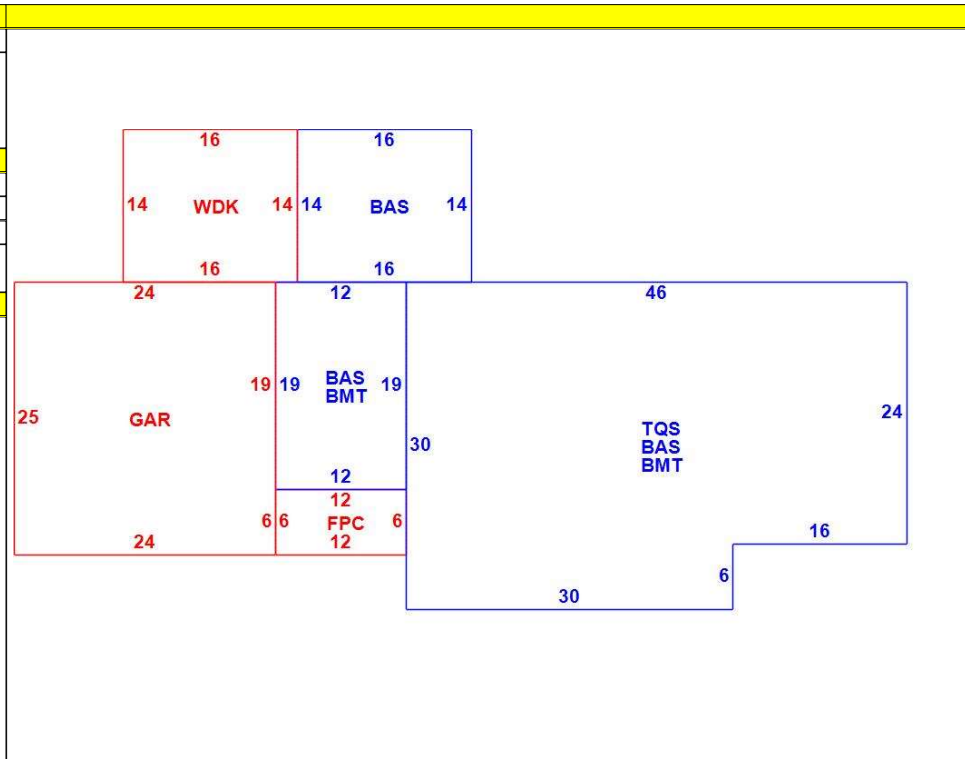 16 16
14 WDK 14 14 BAS 14
16 16
24 12 46
19 19 BAS 19
BMT
25 GAR 24
30 TQS
BAS
BMT
12
12
6 6 FPC 6 16
24 12
6
30